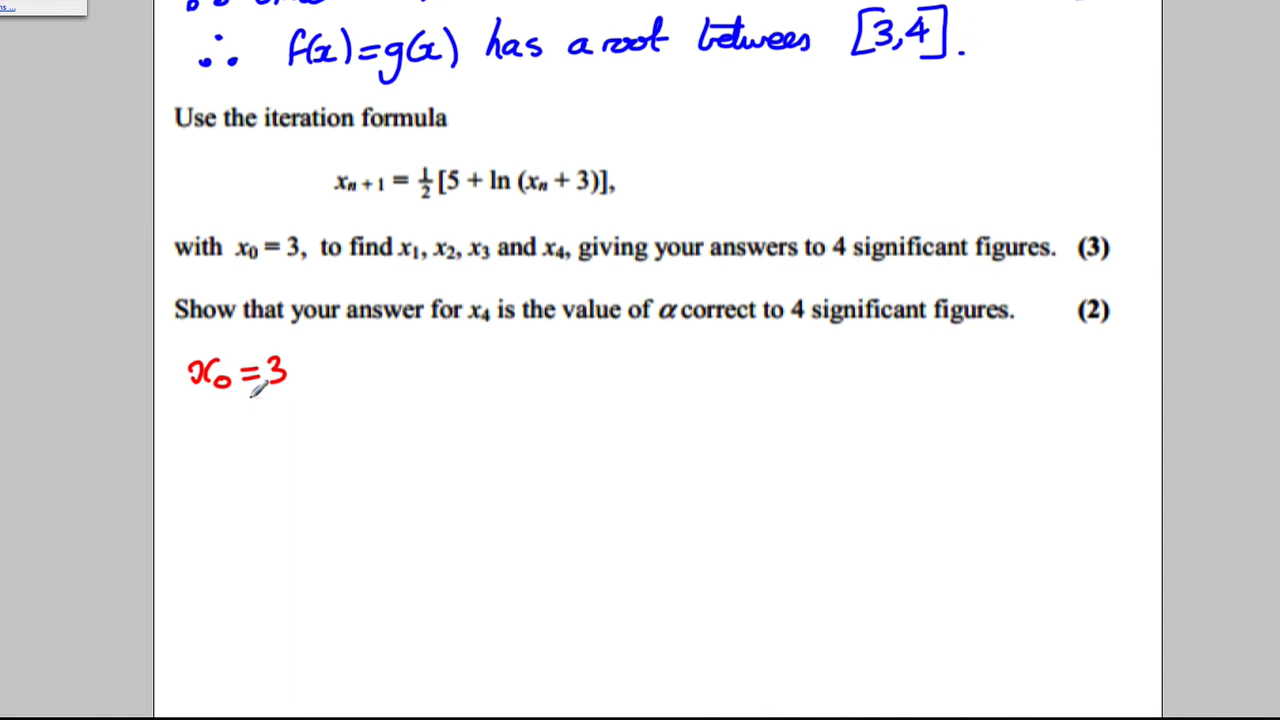 ∴ f(x)=g(x) has a root between [3,4].
Use the iteration formula
xₙ₊₁ = ½[5 + ln (xₙ + 3)],
with x₀ = 3, to find x₁, x₂, x₃ and x₄, giving your answers to 4 significant figures. (3)
Show that your answer for x₄ is the value of α correct to 4 significant figures. (2)
x₀ = 3